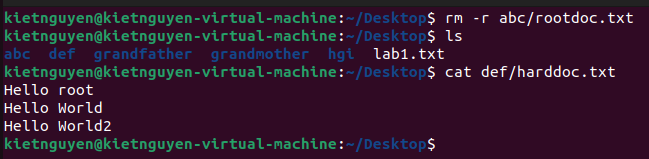 kietnguyen@kietnguyen-virtual-machine:~/Desktop$ rm -r abc/rootdoc.txt
kietnguyen@kietnguyen-virtual-machine:~/Desktop$ ls
abc  def  grandfather  grandmother  hgi  lab1.txt
kietnguyen@kietnguyen-virtual-machine:~/Desktop$ cat def/harddoc.txt
Hello root
Hello World
Hello World2
kietnguyen@kietnguyen-virtual-machine:~/Desktop$